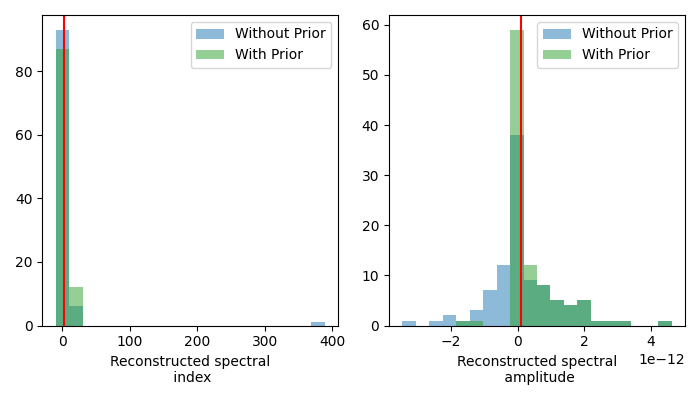 Without Prior
With Prior
80
60
40
20
0
0 100 200 300 400
Reconstructed spectral
index
Without Prior
With Prior
60
50
40
30
20
10
0
−2 0 2 4
1e−12
Reconstructed spectral
amplitude